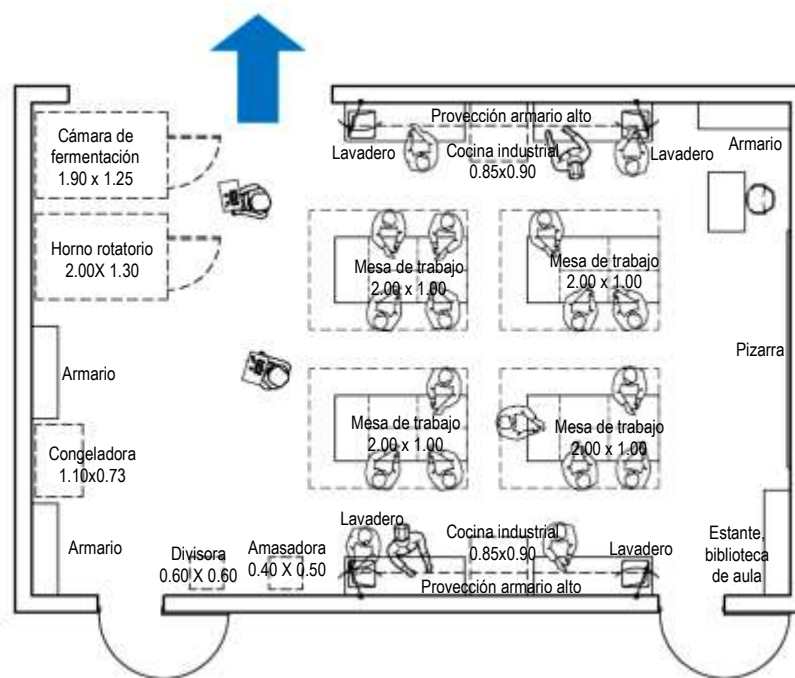 Provección armario alto
Cámara de
fermentación
1.90 x 1.25
Lavadero
Cocina industrial
0.85x0.90
Lavadero
Armario
Horno rotatorio
2.00X 1.30
Mesa de trabajo
2.00 x 1.00
Mesa de trabajo
2.00 x 1.00
Armario
Pizarra
Mesa de trabajo
2.00 x 1.00
Mesa de trabajo
2.00 x 1.00
Congeladora
1.10x0.73
Lavadero
Armario
Divisora
0.60 X 0.60
Amasadora
0.40 X 0.50
Cocina industrial
0.85x0.90
Lavadero
Provección armario alto
Estante,
biblioteca
de aula